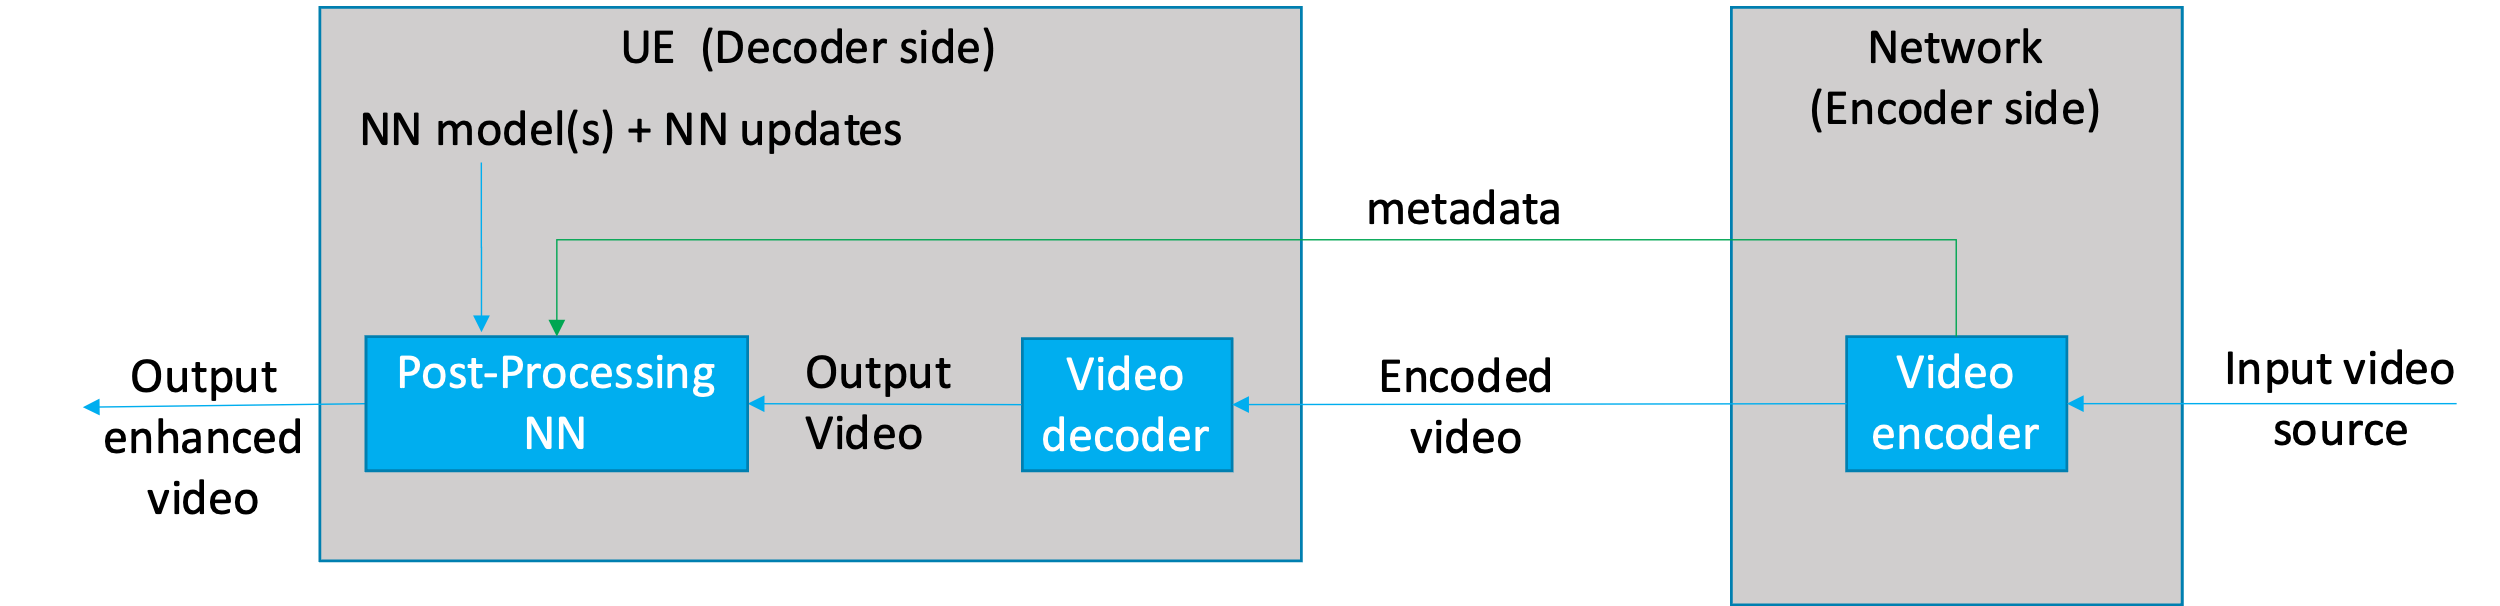 UE (Decoder side)
NN model(s) + NN updates
Network
(Encoder side)
metadata
Output
enhanced
video
Post-Processing
NN
Output
Video
Video
decoder
Encoded
video
Video
encoder
Input video
source